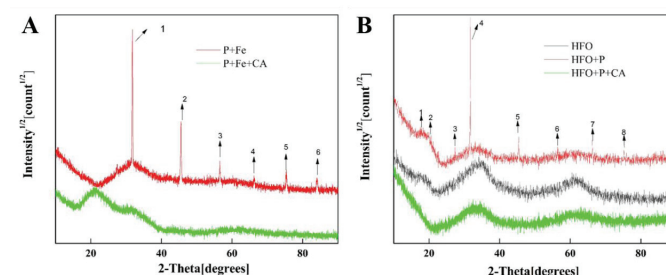 A
P+Fe
P+Fe+CA
1
2
3
4
5
6
Intensity1/2[count1/2]
20
40
60
80
2-Theta[degrees]
B
HFO
HFO+P
HFO+P+CA
4
1
2
3
5
6
7
8
Intensity1/2[count1/2]
20
40
60
80
2-Theta[degrees]